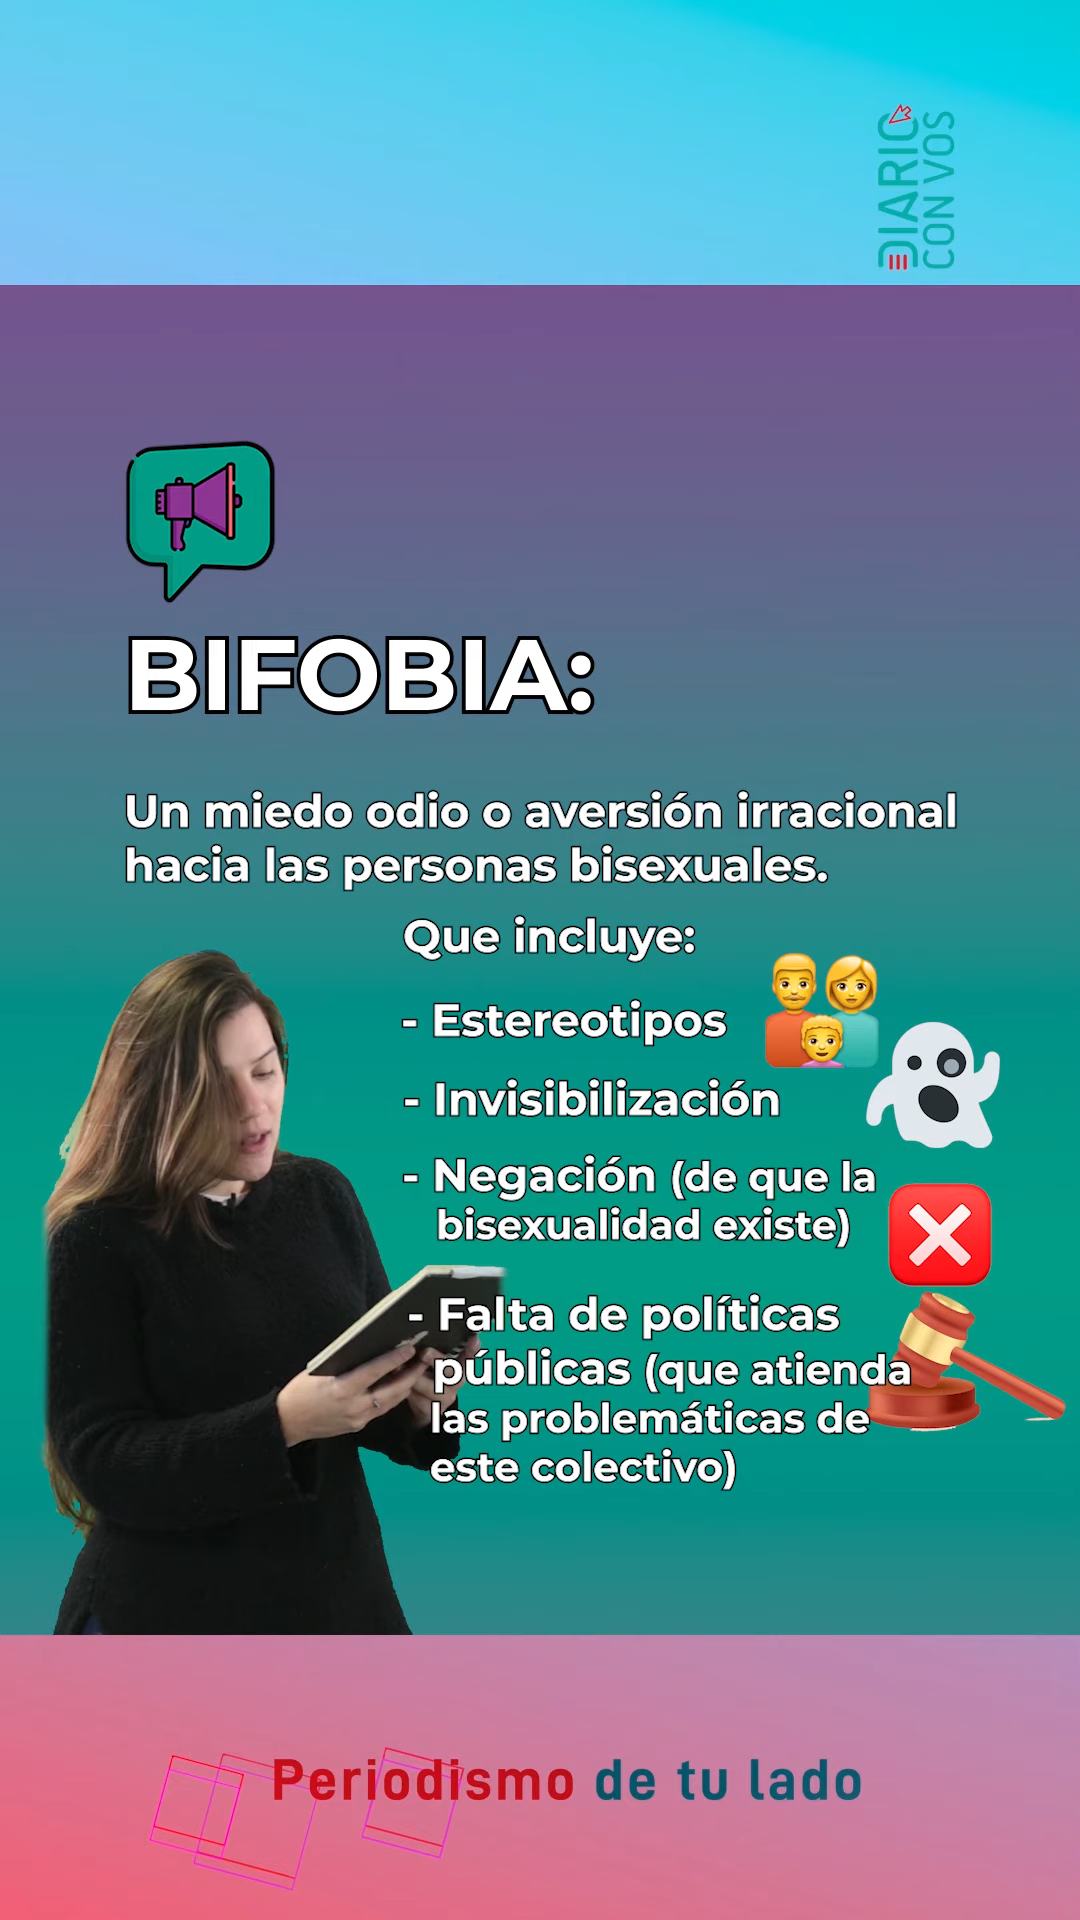 DIARIO
CON VOS
BIFOBIA:
Un miedo odio o aversión irracional
hacia las personas bisexuales.
Que incluye:
- Estereotipos
- Invisibilización
- Negación (de que la
bisexualidad existe)
- Falta de políticas
públicas (que atienda
las problemáticas de
este colectivo)
Periodismo de tu lado